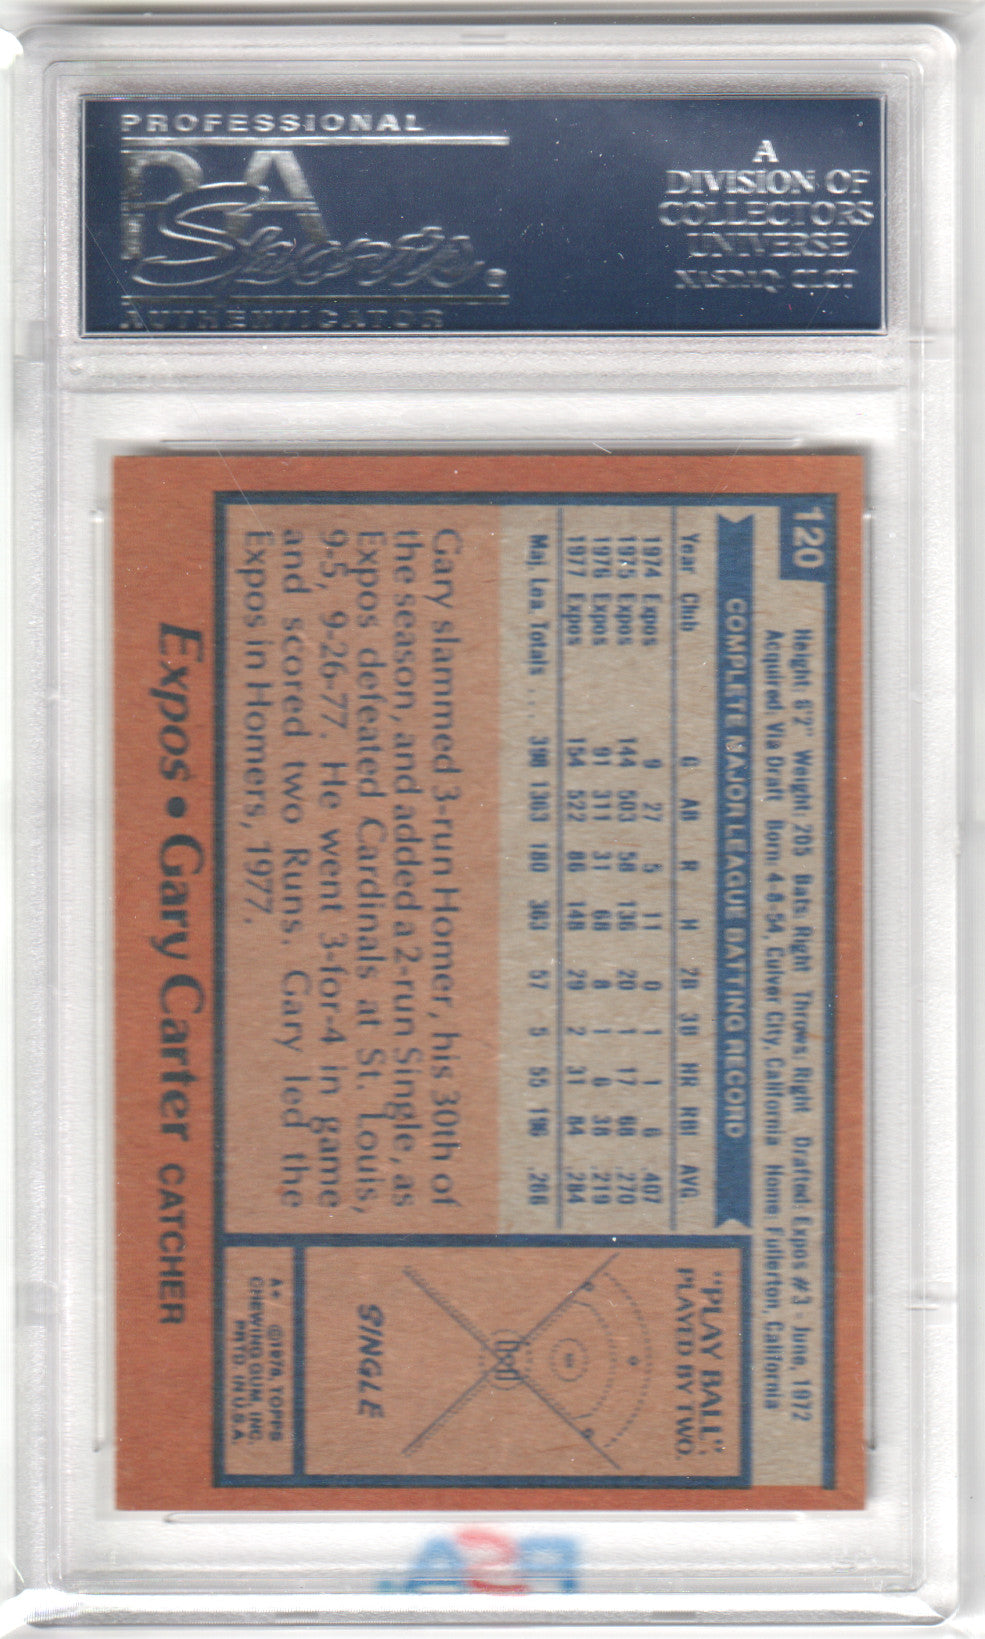 PROFESSIONAL
PSA
Sports
AUTHENTICATOR
A
DIVISION OF
COLLECTORS
UNIVERSE
NASDAQ: CLCT
120
Height: 6'2" Weight: 205 Bats: Right Throws: Right Drafted: Expos #3 - June, 1972
Acquired: Via Draft Born: 4-8-54, Culver City, California Home: Fullerton, California
COMPLETE MAJOR LEAGUE BATTING RECORD
Year Club G AB R H 2B 3B HR RBI AVG
1974 Expos 9 27 5 11 0 1 1 6 .407
1975 Expos 144 503 58 136 20 1 17 68 .270
1976 Expos 91 311 31 68 8 1 6 38 .219
1977 Expos 154 522 86 148 29 2 31 84 .284
Maj. Lea. Totals . . . 398 1363 180 363 57 5 55 196 .266
Gary slammed 3-run Homer, his 30th of
the season, and added a 2-run Single, as
Expos defeated Cardinals at St. Louis,
9-5, 9-26-77. He went 3-for-4 in game
and scored two Runs. Gary led the
Expos in Homers, 1977.
"PLAY BALL"
PLAYED BY TWO
SINGLE
A* ©1978 TOPPS
CHEWING GUM, INC.
PRTD IN U.S.A.
Expos • Gary Carter CATCHER
PSA